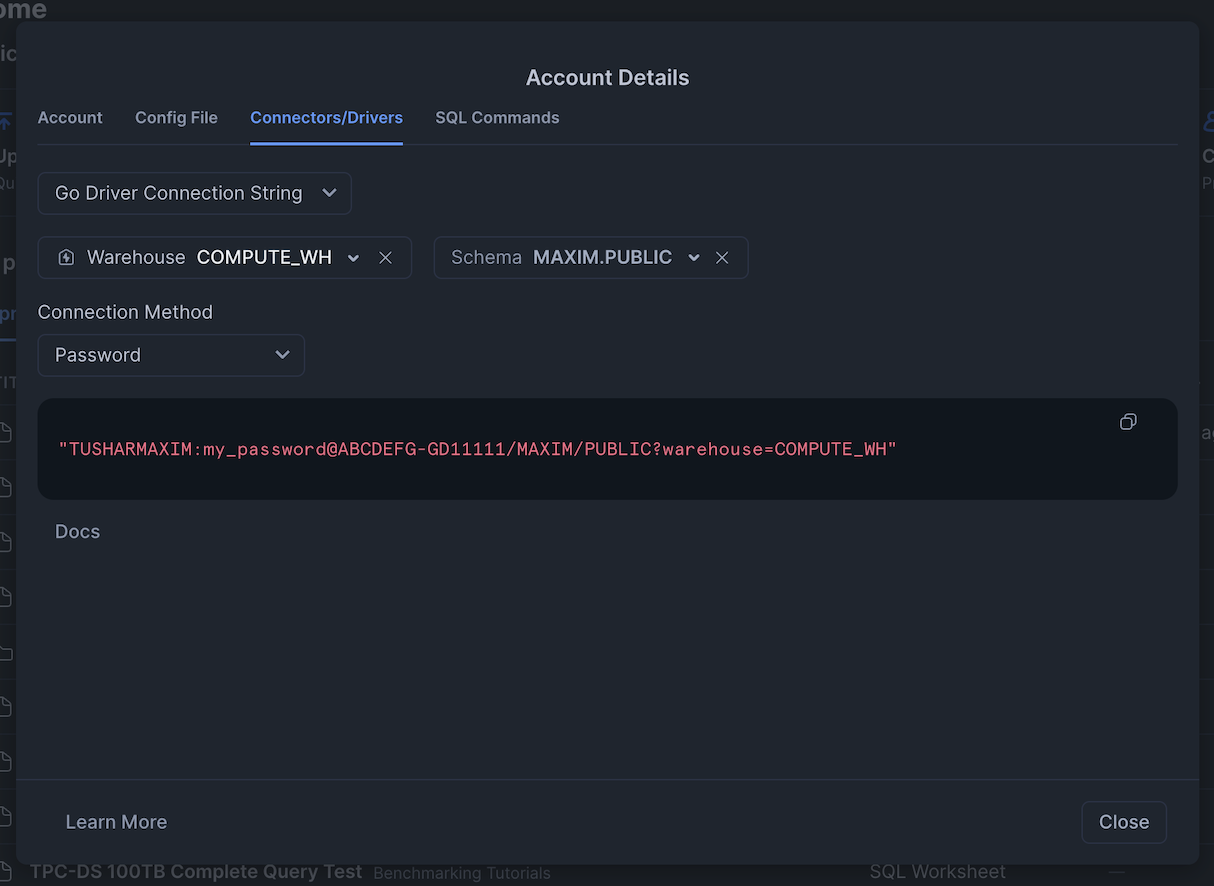 ome
Account Details
Account Config File Connectors/Drivers SQL Commands
Go Driver Connection String
Warehouse COMPUTE_WH Schema MAXIM.PUBLIC
Connection Method
Password
"TUSHARMAXIM:my_password@ABCDEFG-GD11111/MAXIM/PUBLIC?warehouse=COMPUTE_WH"
Docs
Learn More Close
TPC-DS 100TB Complete Query Test Benchmarking Tutorials SQL Worksheet —